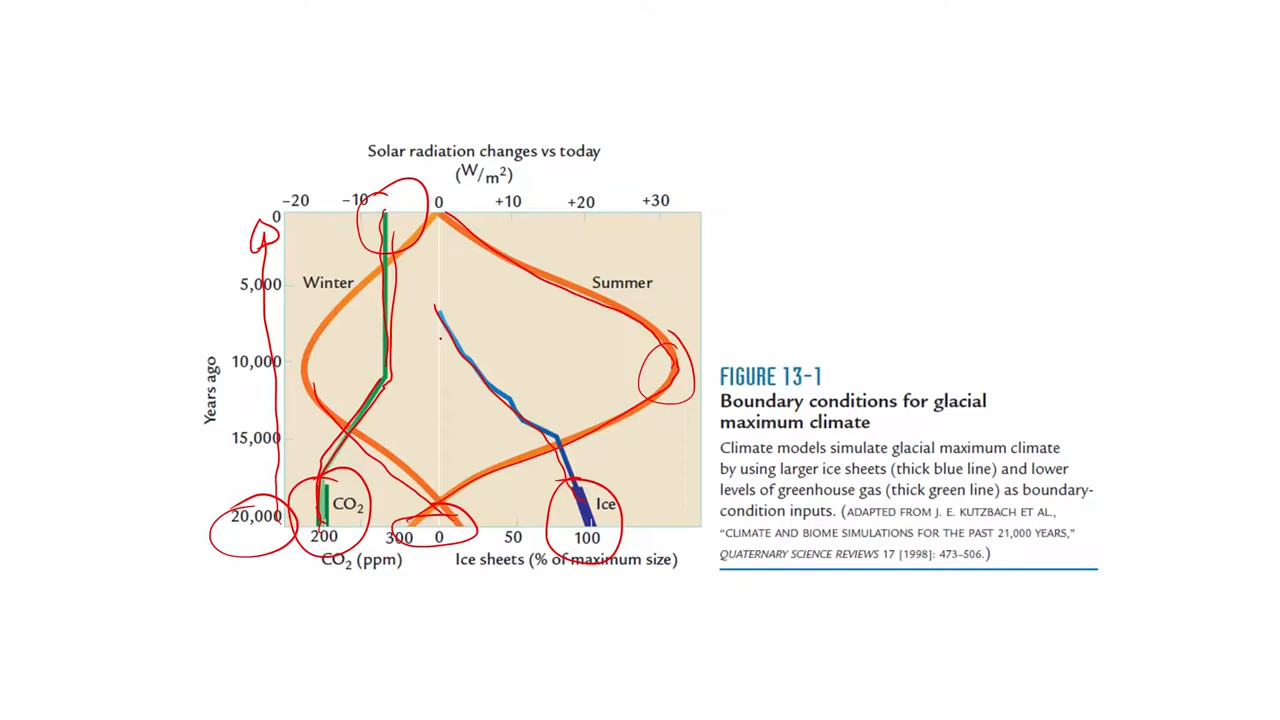 Solar radiation changes vs today
(W/m²)
−20 −10 0 +10 +20 +30
0
5,000
10,000
15,000
20,000
Years ago
Winter
Summer
CO₂
Ice
200 300 0 50 100
CO₂ (ppm) Ice sheets (% of maximum size)
FIGURE 13–1
Boundary conditions for glacial
maximum climate
Climate models simulate glacial maximum climate
by using larger ice sheets (thick blue line) and lower
levels of greenhouse gas (thick green line) as boundary-
condition inputs. (ADAPTED FROM J. E. KUTZBACH ET AL.,
"CLIMATE AND BIOME SIMULATIONS FOR THE PAST 21,000 YEARS,"
QUATERNARY SCIENCE REVIEWS 17 [1998]: 473–506.)